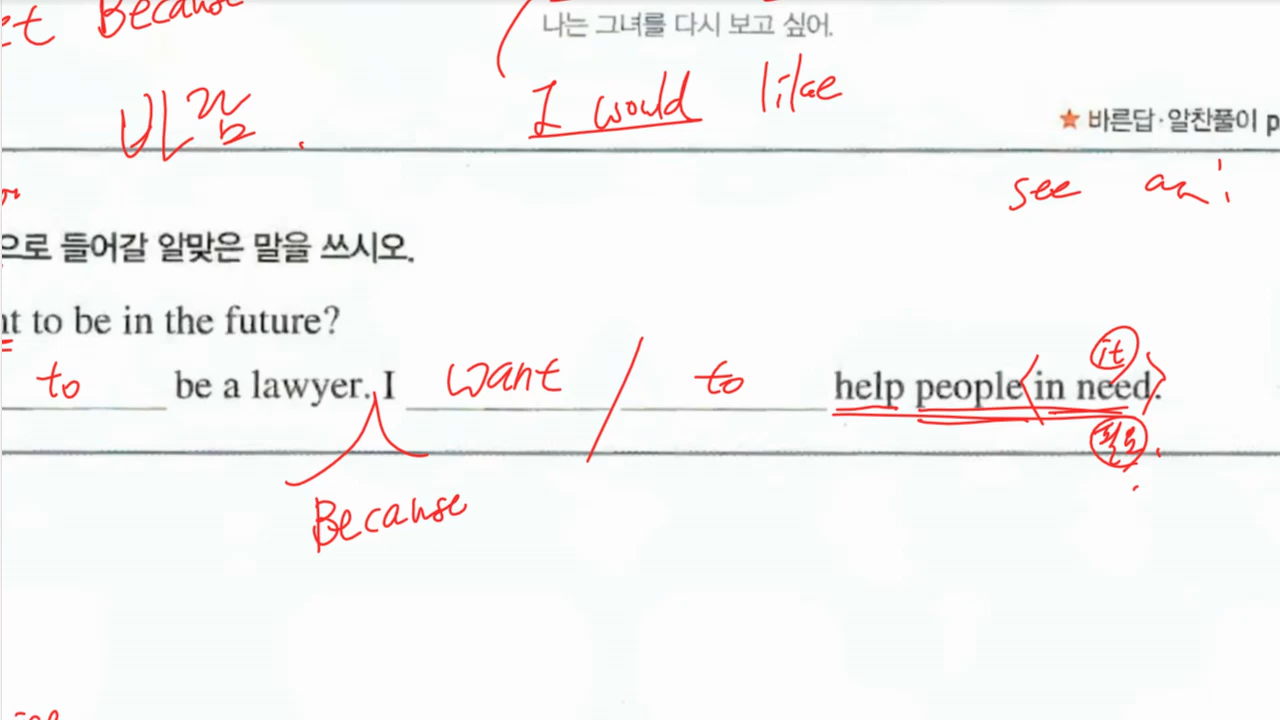 Because
나는 그녀를 다시 보고 싶어.
I would like
★ 바른답·알찬풀이 p
see
으로 들어갈 알맞은 말을 쓰시오.
nt to be in the future?
it
to be a lawyer. I want / to help people in need.
Because